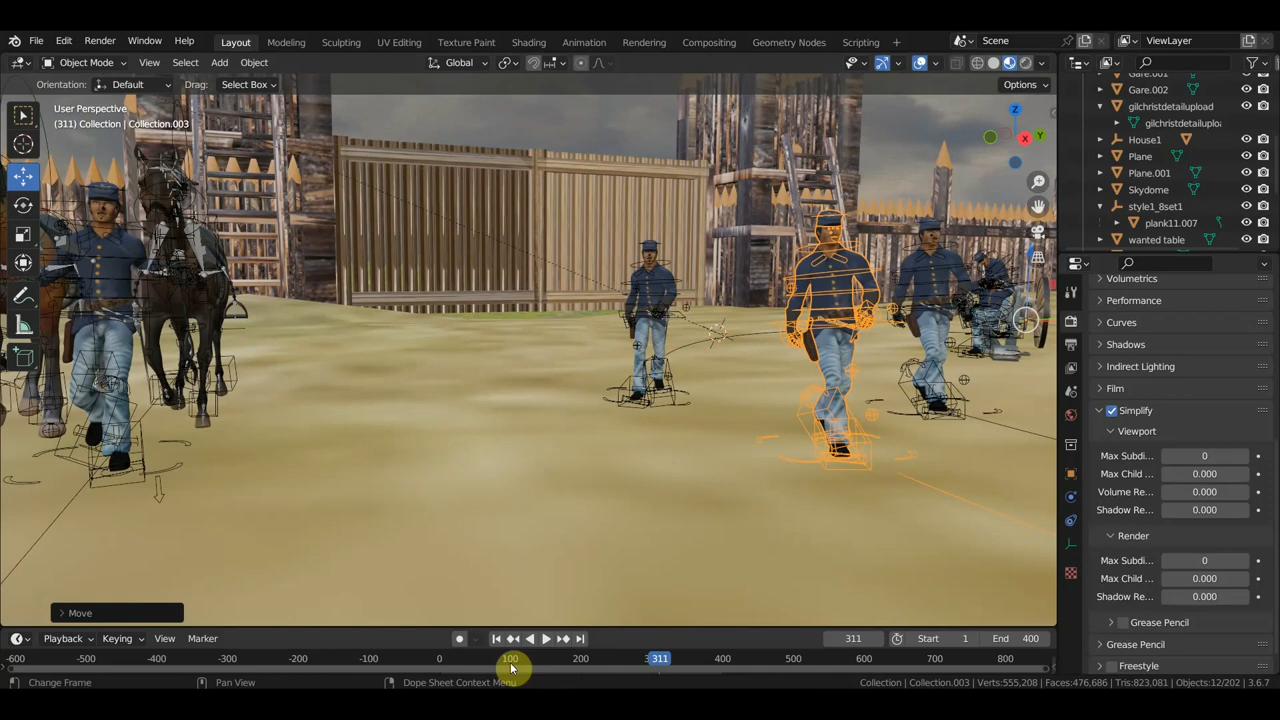 File Edit Render Window Help Layout Modeling Sculpting UV Editing Texture Paint Shading Animation Rendering Compositing Geometry Nodes Scripting + Scene ViewLayer
Object Mode View Select Add Object Global
Orientation: Default Drag: Select Box Options
User Perspective
(311) Collection | Collection.003
Z
Y
X
Gare.001
Gare.002
gilchristdetailupload
gilchristdetailuploa
House1
Plane
Plane.001
Skydome
style1_8set1
plank11.007
wanted table
Volumetrics
Performance
Curves
Shadows
Indirect Lighting
Film
Simplify
Viewport
Max Subdi... 0
Max Child ... 0.000
Volume Re... 0.000
Shadow Re... 0.000
Render
Max Subdi... 0
Max Child ... 0.000
Shadow Re... 0.000
Grease Pencil
Grease Pencil
Freestyle
Move
Playback Keying View Marker 311 Start 1 End 400
-600 -500 -400 -300 -200 -100 0 100 200 3 311 400 500 600 700 800
Change Frame Pan View Dope Sheet Context Menu Collection | Collection.003 | Verts:555,208 | Faces:476,686 | Tris:823,081 | Objects:12/202 | 3.6.7